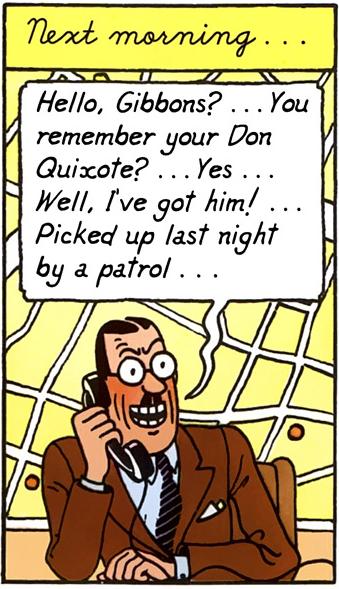 Next morning...
Hello, Gibbons? ...You
remember your Don
Quixote? ...Yes ...
Well, I've got him! ...
Picked up last night
by a patrol ...